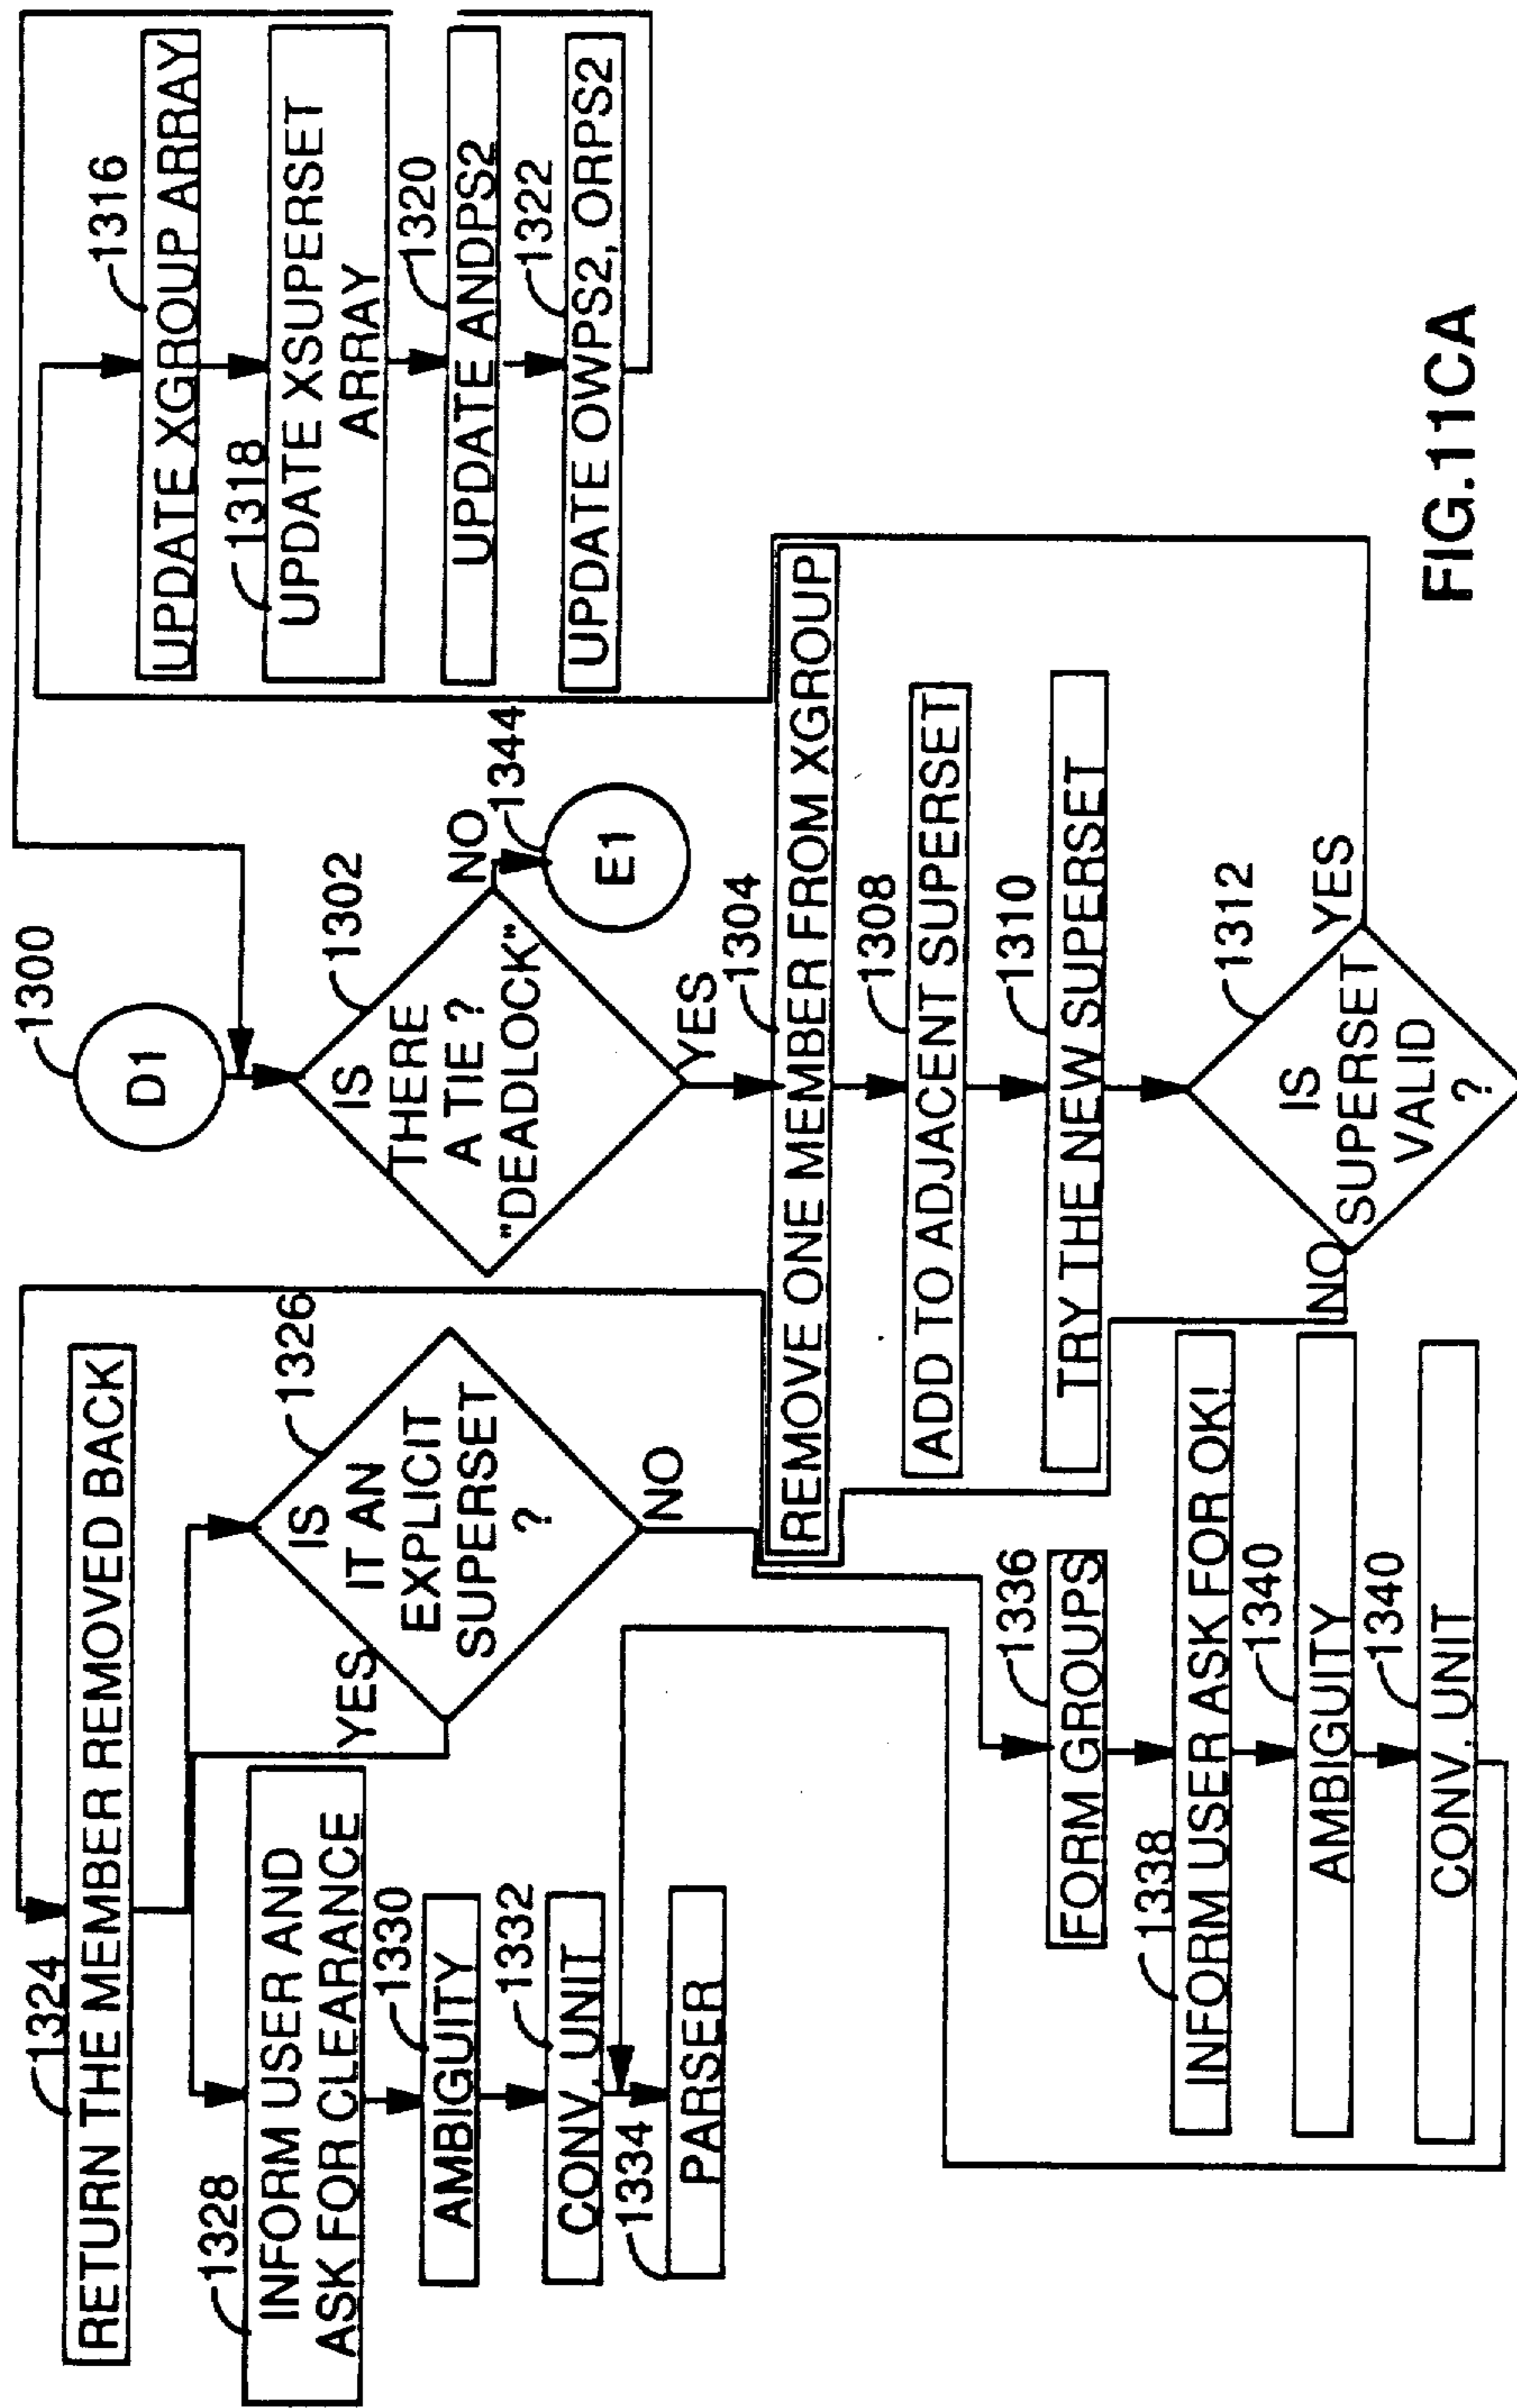 1324
RETURN THE MEMBER REMOVED BACK
1326
IS
IT AN
EXPLICIT
SUPERSET
?
YES
NO
1328
INFORM USER AND
ASK FOR CLEARANCE
1330
AMBIGUITY
1332
CONV. UNIT
1334
PARSER
1336
FORM GROUPS
1338
INFORM USER ASK FOR OK!
1340
AMBIGUITY
1340
CONV. UNIT
1300
D1
1302
IS
THERE
A TIE ?
"DEADLOCK"
NO
1344
E1
YES
1304
REMOVE ONE MEMBER FROM XGROUP
1308
ADD TO ADJACENT SUPERSET
1310
TRY THE NEW SUPERSET
1312
IS
SUPERSET
VALID
?
NO
YES
1316
UPDATE XGROUP ARRAY
1318
UPDATE XSUPERSET
ARRAY
1320
UPDATE ANDPS2
1322
UPDATE OWPS2, ORPS2
FIG.11CA